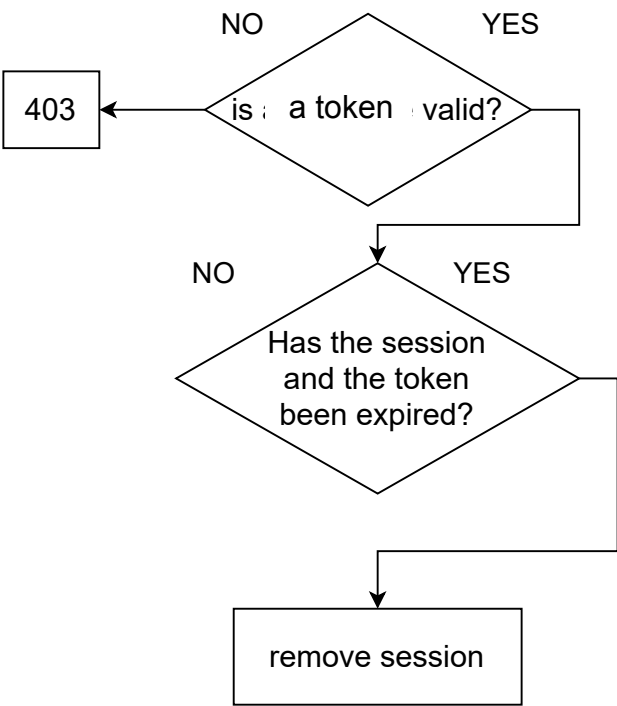 NO
YES
403
is a token valid?
NO
YES
Has the session
and the token
been expired?
remove session